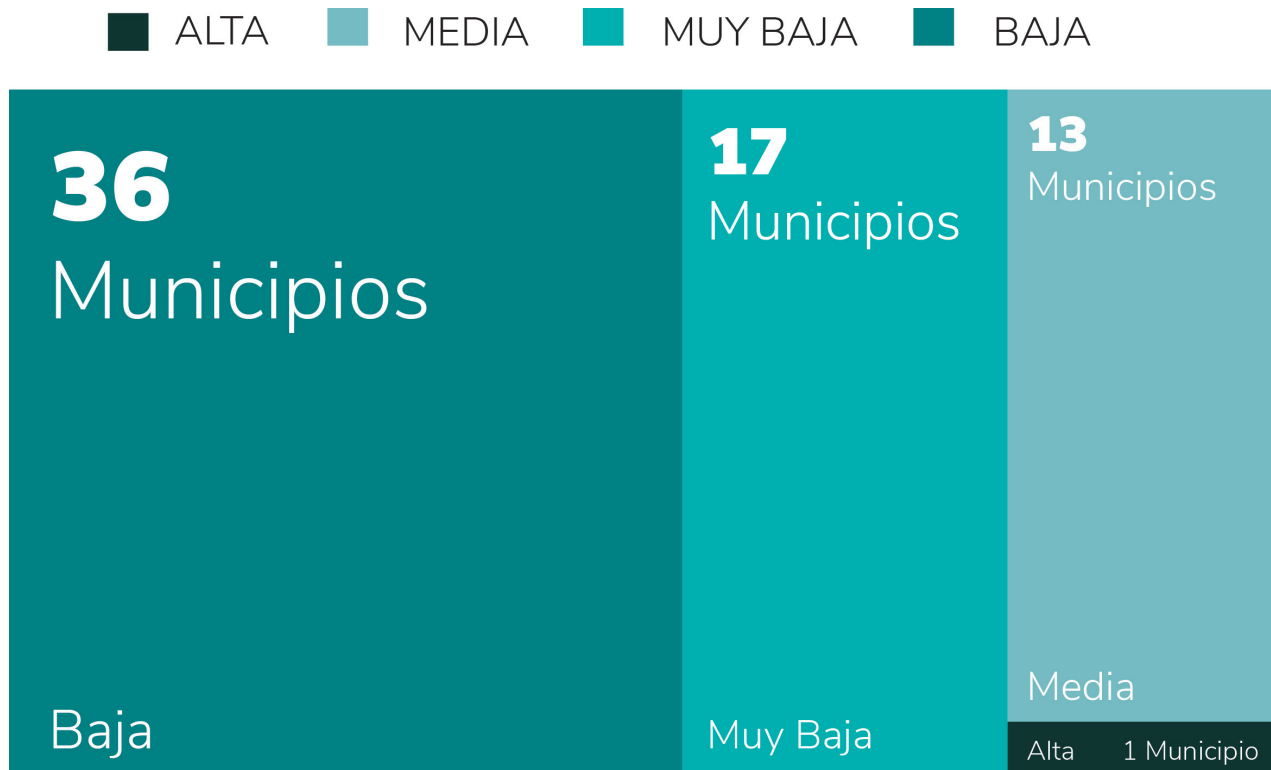 ALTA MEDIA MUY BAJA BAJA
36
Municipios
Baja
17
Municipios
Muy Baja
13
Municipios
Media
Alta 1 Municipio